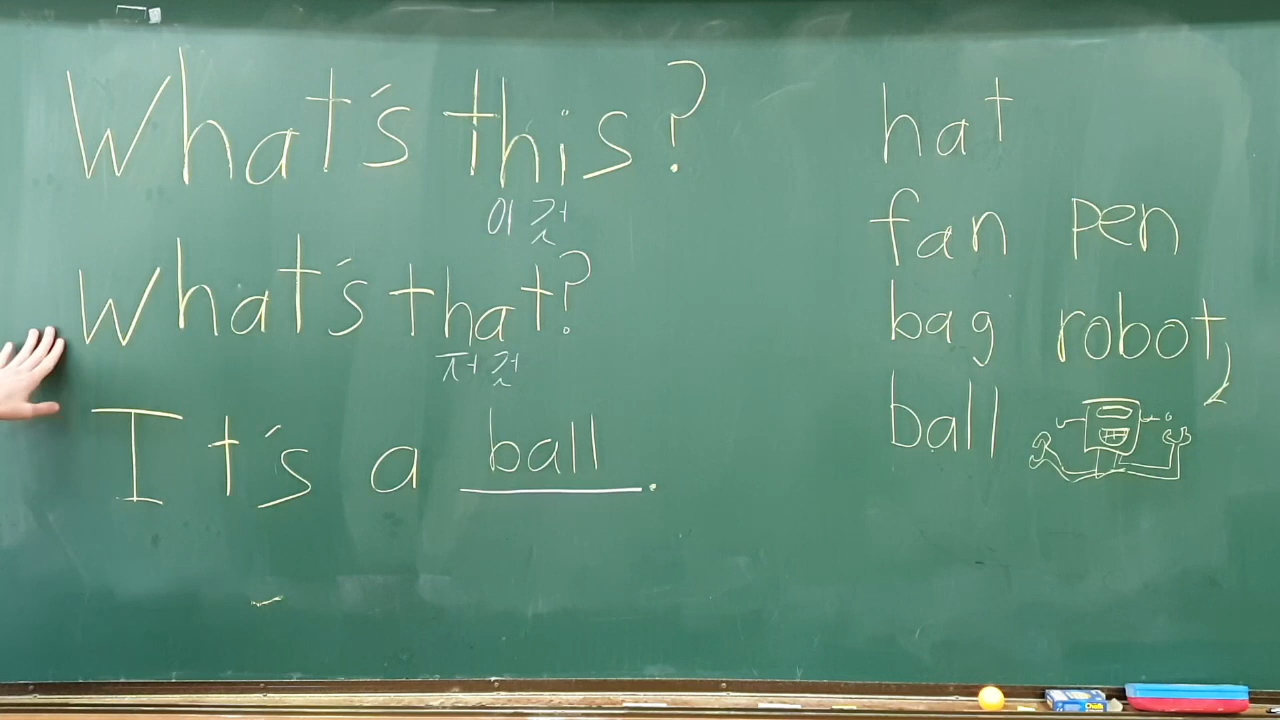 What's this?
이것
What's that?
저것
It's a ball.
hat
fan pen
bag robot
ball